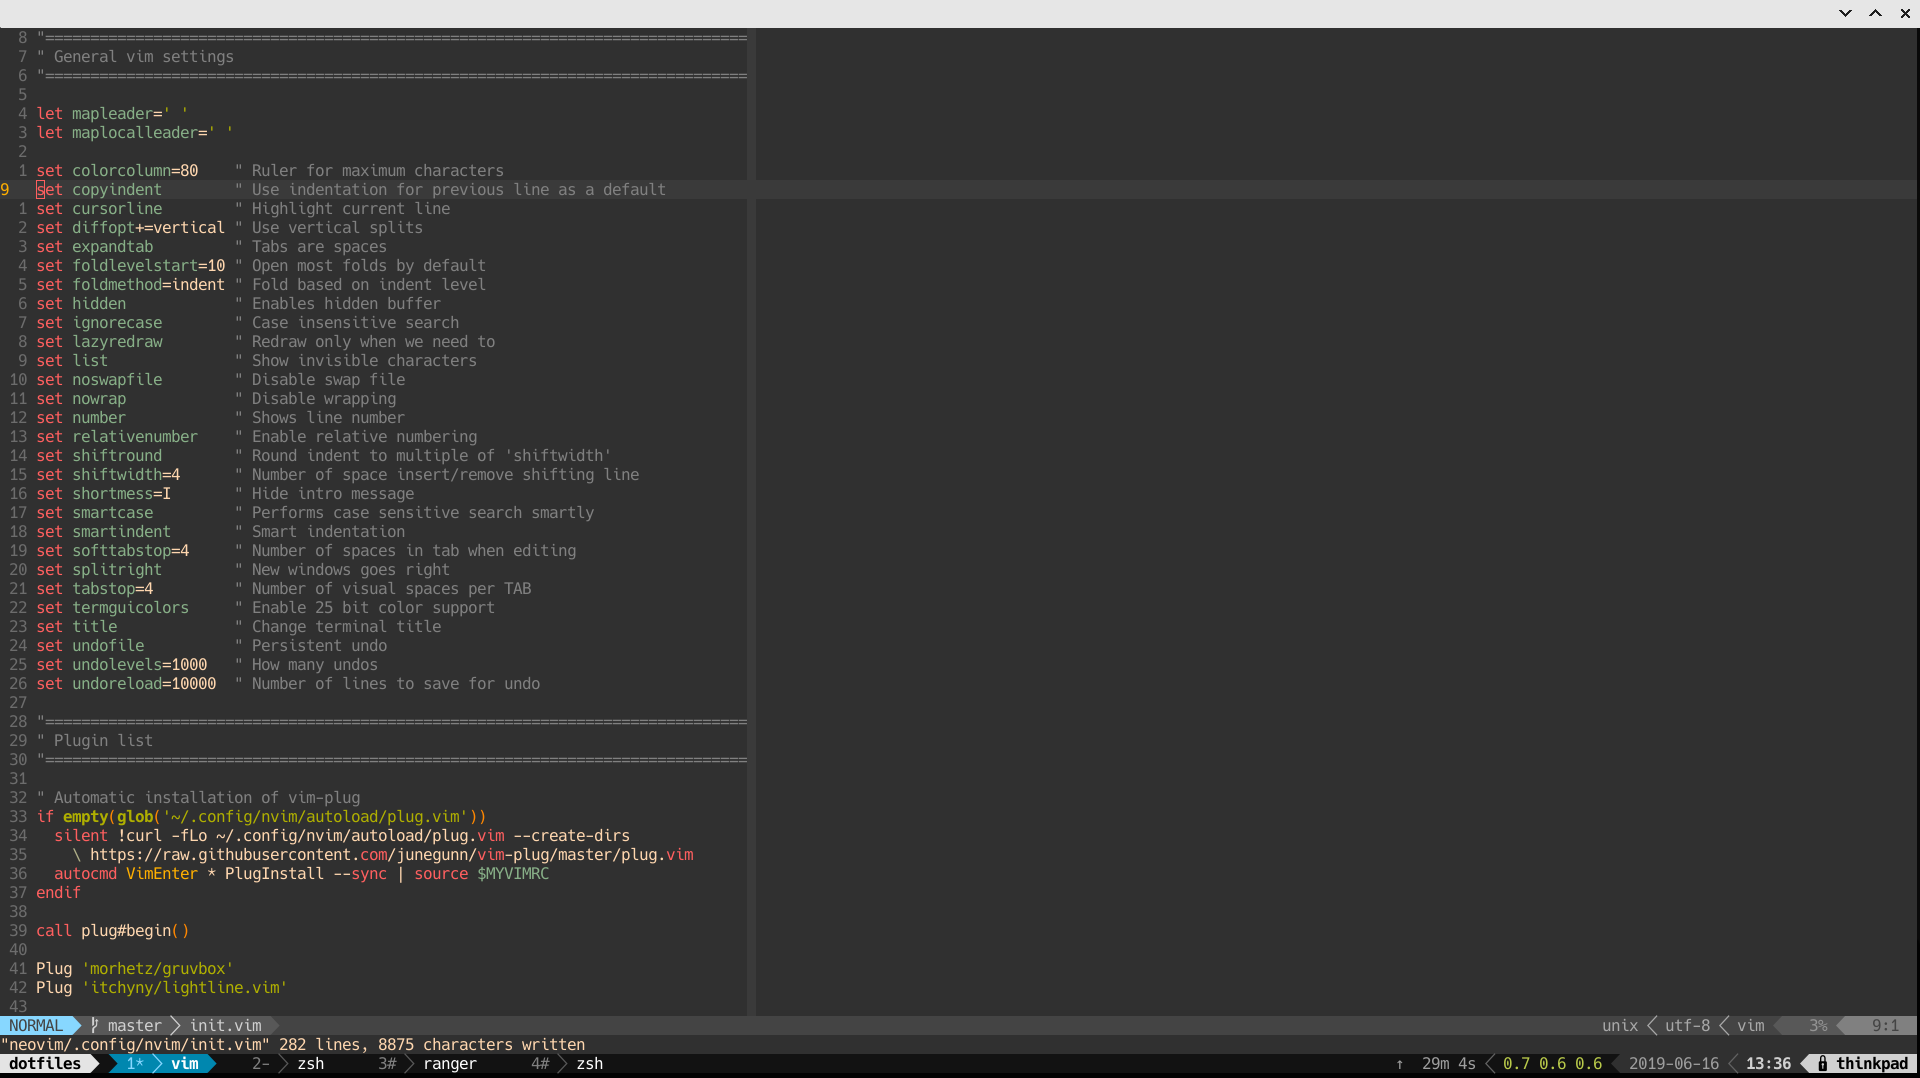 8 "==============================================================================
7 " General vim settings
6 "==============================================================================
5
4 let mapleader=' '
3 let maplocalleader=' '
2
1 set colorcolumn=80    " Ruler for maximum characters
9   set copyindent        " Use indentation for previous line as a default
1 set cursorline        " Highlight current line
2 set diffopt+=vertical " Use vertical splits
3 set expandtab         " Tabs are spaces
4 set foldlevelstart=10 " Open most folds by default
5 set foldmethod=indent " Fold based on indent level
6 set hidden            " Enables hidden buffer
7 set ignorecase        " Case insensitive search
8 set lazyredraw        " Redraw only when we need to
9 set list              " Show invisible characters
10 set noswapfile        " Disable swap file
11 set nowrap            " Disable wrapping
12 set number            " Shows line number
13 set relativenumber    " Enable relative numbering
14 set shiftround        " Round indent to multiple of 'shiftwidth'
15 set shiftwidth=4      " Number of space insert/remove shifting line
16 set shortmess=I       " Hide intro message
17 set smartcase         " Performs case sensitive search smartly
18 set smartindent       " Smart indentation
19 set softtabstop=4     " Number of spaces in tab when editing
20 set splitright        " New windows goes right
21 set tabstop=4         " Number of visual spaces per TAB
22 set termguicolors     " Enable 25 bit color support
23 set title             " Change terminal title
24 set undofile          " Persistent undo
25 set undolevels=1000   " How many undos
26 set undoreload=10000  " Number of lines to save for undo
27
28 "==============================================================================
29 " Plugin list
30 "==============================================================================
31
32 " Automatic installation of vim-plug
33 if empty(glob('~/.config/nvim/autoload/plug.vim'))
34   silent !curl -fLo ~/.config/nvim/autoload/plug.vim --create-dirs
35     \ https://raw.githubusercontent.com/junegunn/vim-plug/master/plug.vim
36   autocmd VimEnter * PlugInstall --sync | source $MYVIMRC
37 endif
38
39 call plug#begin()
40
41 Plug 'morhetz/gruvbox'
42 Plug 'itchyny/lightline.vim'
43
NORMAL master init.vim unix utf-8 vim 3% 9:1
"neovim/.config/nvim/init.vim" 282 lines, 8875 characters written
dotfiles 1* vim 2- zsh 3# ranger 4# zsh ↑ 29m 4s 0.7 0.6 0.6 2019-06-16 13:36 thinkpad